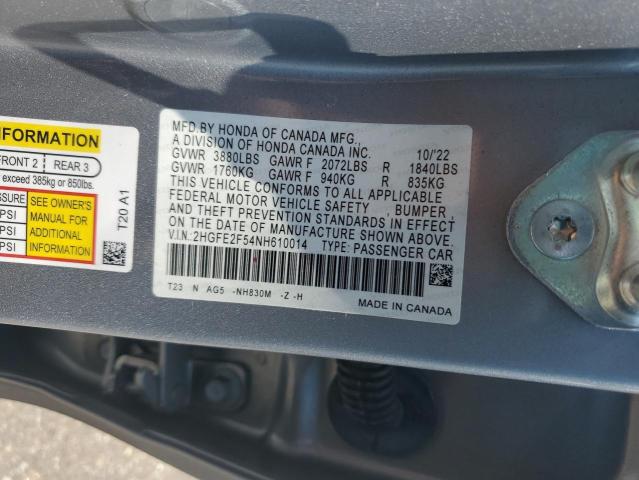 INFORMATION
FRONT 2 REAR 3
exceed 385kg or 850lbs.
SEE OWNER'S
MANUAL FOR
ADDITIONAL
INFORMATION
PSI
PSI
PSI
T20 A1
MFD.BY HONDA OF CANADA MFG.,
A DIVISION OF HONDA CANADA INC. 10/'22
GVWR 3880LBS GAWR F 2072LBS R 1840LBS
GVWR 1760KG GAWR F 940KG R 835KG
THIS VEHICLE CONFORMS TO ALL APPLICABLE
FEDERAL MOTOR VEHICLE SAFETY , BUMPER ,
AND THEFT PREVENTION STANDARDS IN EFFECT
ON THE DATE OF MANUFACTURE SHOWN ABOVE.
V.I.N.:2HGFE2F54NH610014 TYPE: PASSENGER CAR
T23 N AG5 -NH830M -Z -H
MADE IN CANADA